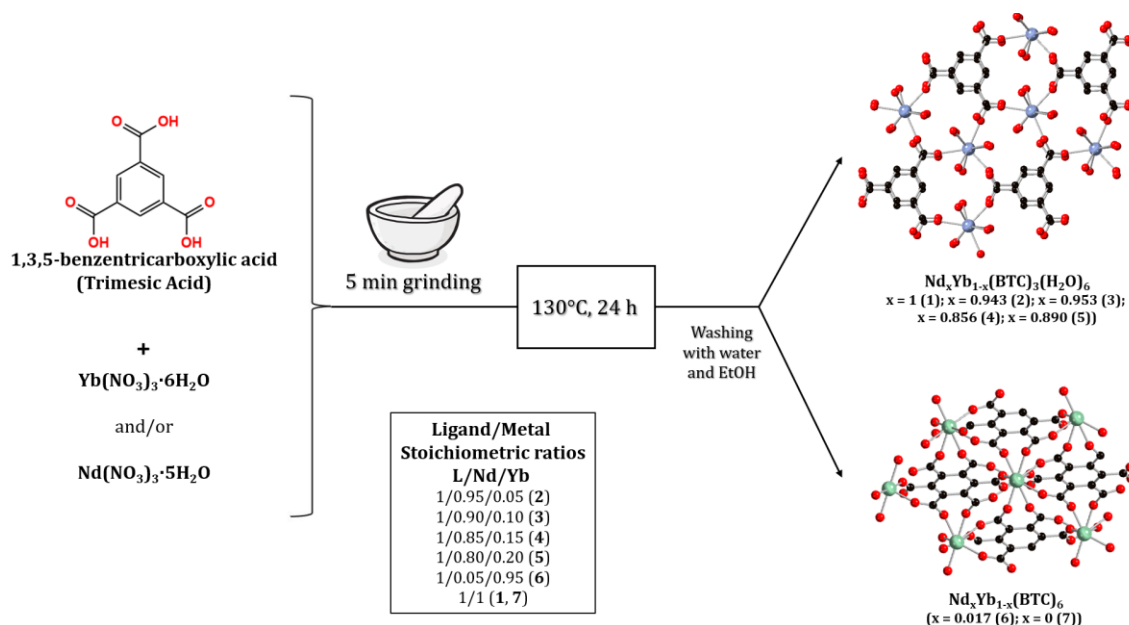 O
OH
O
OH
O
OH
1,3,5-benzentricarboxylic acid
(Trimesic Acid)
+
Yb(NO₃)₃·6H₂O
and/or
Nd(NO₃)₃·5H₂O
5 min grinding
130°C, 24 h
Washing
with water
and EtOH
Ligand/Metal
Stoichiometric ratios
L/Nd/Yb
1/0.95/0.05 (2)
1/0.90/0.10 (3)
1/0.85/0.15 (4)
1/0.80/0.20 (5)
1/0.05/0.95 (6)
1/1 (1, 7)
NdₓYb₁₋ₓ(BTC)₃(H₂O)₆
x = 1 (1); x = 0.943 (2); x = 0.953 (3);
x = 0.856 (4); x = 0.890 (5))
NdₓYb₁₋ₓ(BTC)₆
(x = 0.017 (6); x = 0 (7))